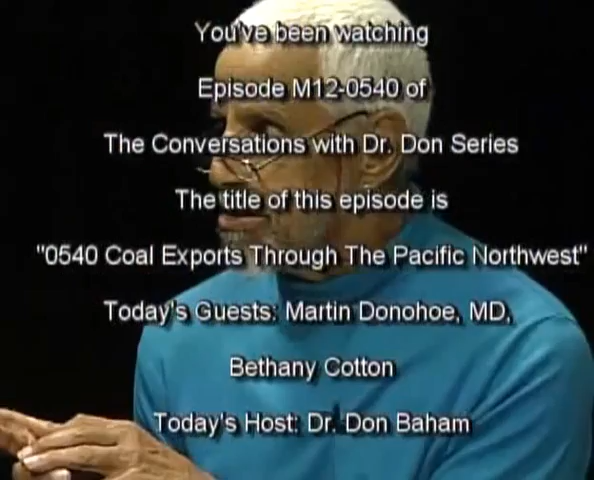 You've been watching
Episode M12-0540 of
The Conversations with Dr. Don Series
The title of this episode is
"0540 Coal Exports Through The Pacific Northwest"
Today's Guests: Martin Donohoe, MD,
Bethany Cotton
Today's Host: Dr. Don Baham